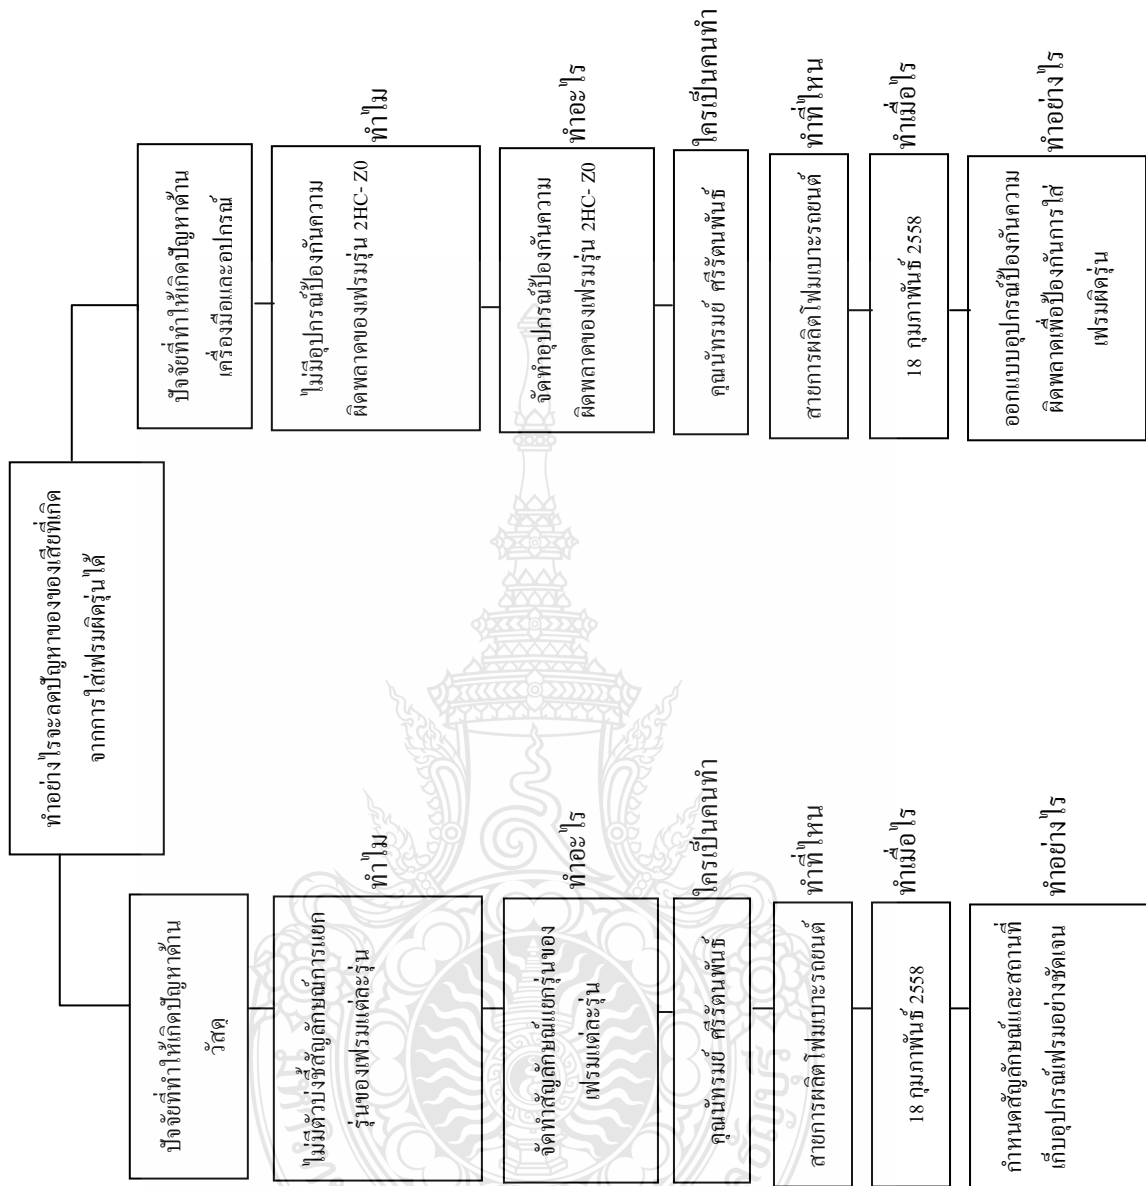 ทำอย่างไรจะลดปัญหาของของเสียที่เกิด
จากการใส่เฟรมผิดรุ่นได้
ปัจจัยที่ทำให้เกิดปัญหาด้าน
วัสดุ
ทำไม
ไม่มีตัวบ่งชี้สัญลักษณ์การแยก
รุ่นของเฟรมแต่ละรุ่น
ทำอะไร
จัดทำสัญลักษณ์แยกรุ่นของ
เฟรมแต่ละรุ่น
ใครเป็นคนทำ
คุณนัทรมย์ ศรีรัตนพันธ์
ทำที่ไหน
สายการผลิตโฟมเบาะรถยนต์
ทำเมื่อไร
18 กุมภาพันธ์ 2558
ทำอย่างไร
กำหนดสัญลักษณ์และสถานที่
เก็บอุปกรณ์เฟรมอย่างชัดเจน
ปัจจัยที่ทำให้เกิดปัญหาด้าน
เครื่องมือและอปกรณ์
ทำไม
ไม่มีอุปกรณ์ป้องกันความ
ผิดพลาดของเฟรมรุ่น 2HC- Z0
ทำอะไร
จัดทำอุปกรณ์ป้องกันความ
ผิดพลาดของเฟรมรุ่น 2HC- Z0
ใครเป็นคนทำ
คุณนัทรมย์ ศรีรัตนพันธ์
ทำที่ไหน
สายการผลิตโฟมเบาะรถยนต์
ทำเมื่อไร
18 กุมภาพันธ์ 2558
ทำอย่างไร
ออกแบบอุปกรณ์ป้องกันความ
ผิดพลาดเพื่อป้องกันการใส่
เฟรมผิดรุ่น